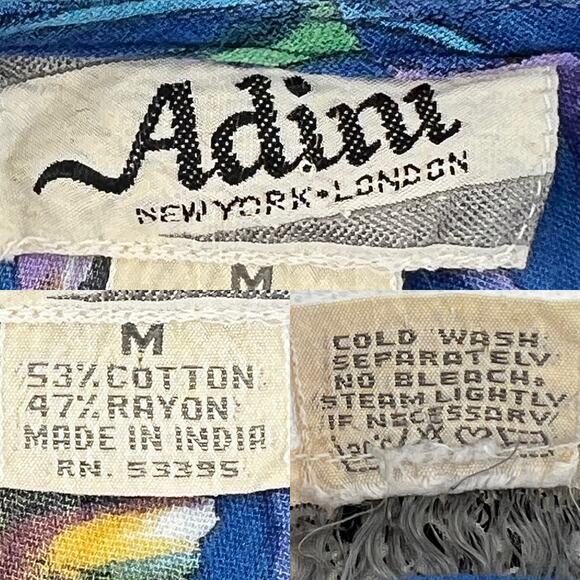 Adini
NEW YORK • LONDON
M
M
53% COTTON
47% RAYON
MADE IN INDIA
RN. 53395
COLD WASH
SEPARATELY
NO BLEACH.
STEAM LIGHTLY
IF NECESSARY